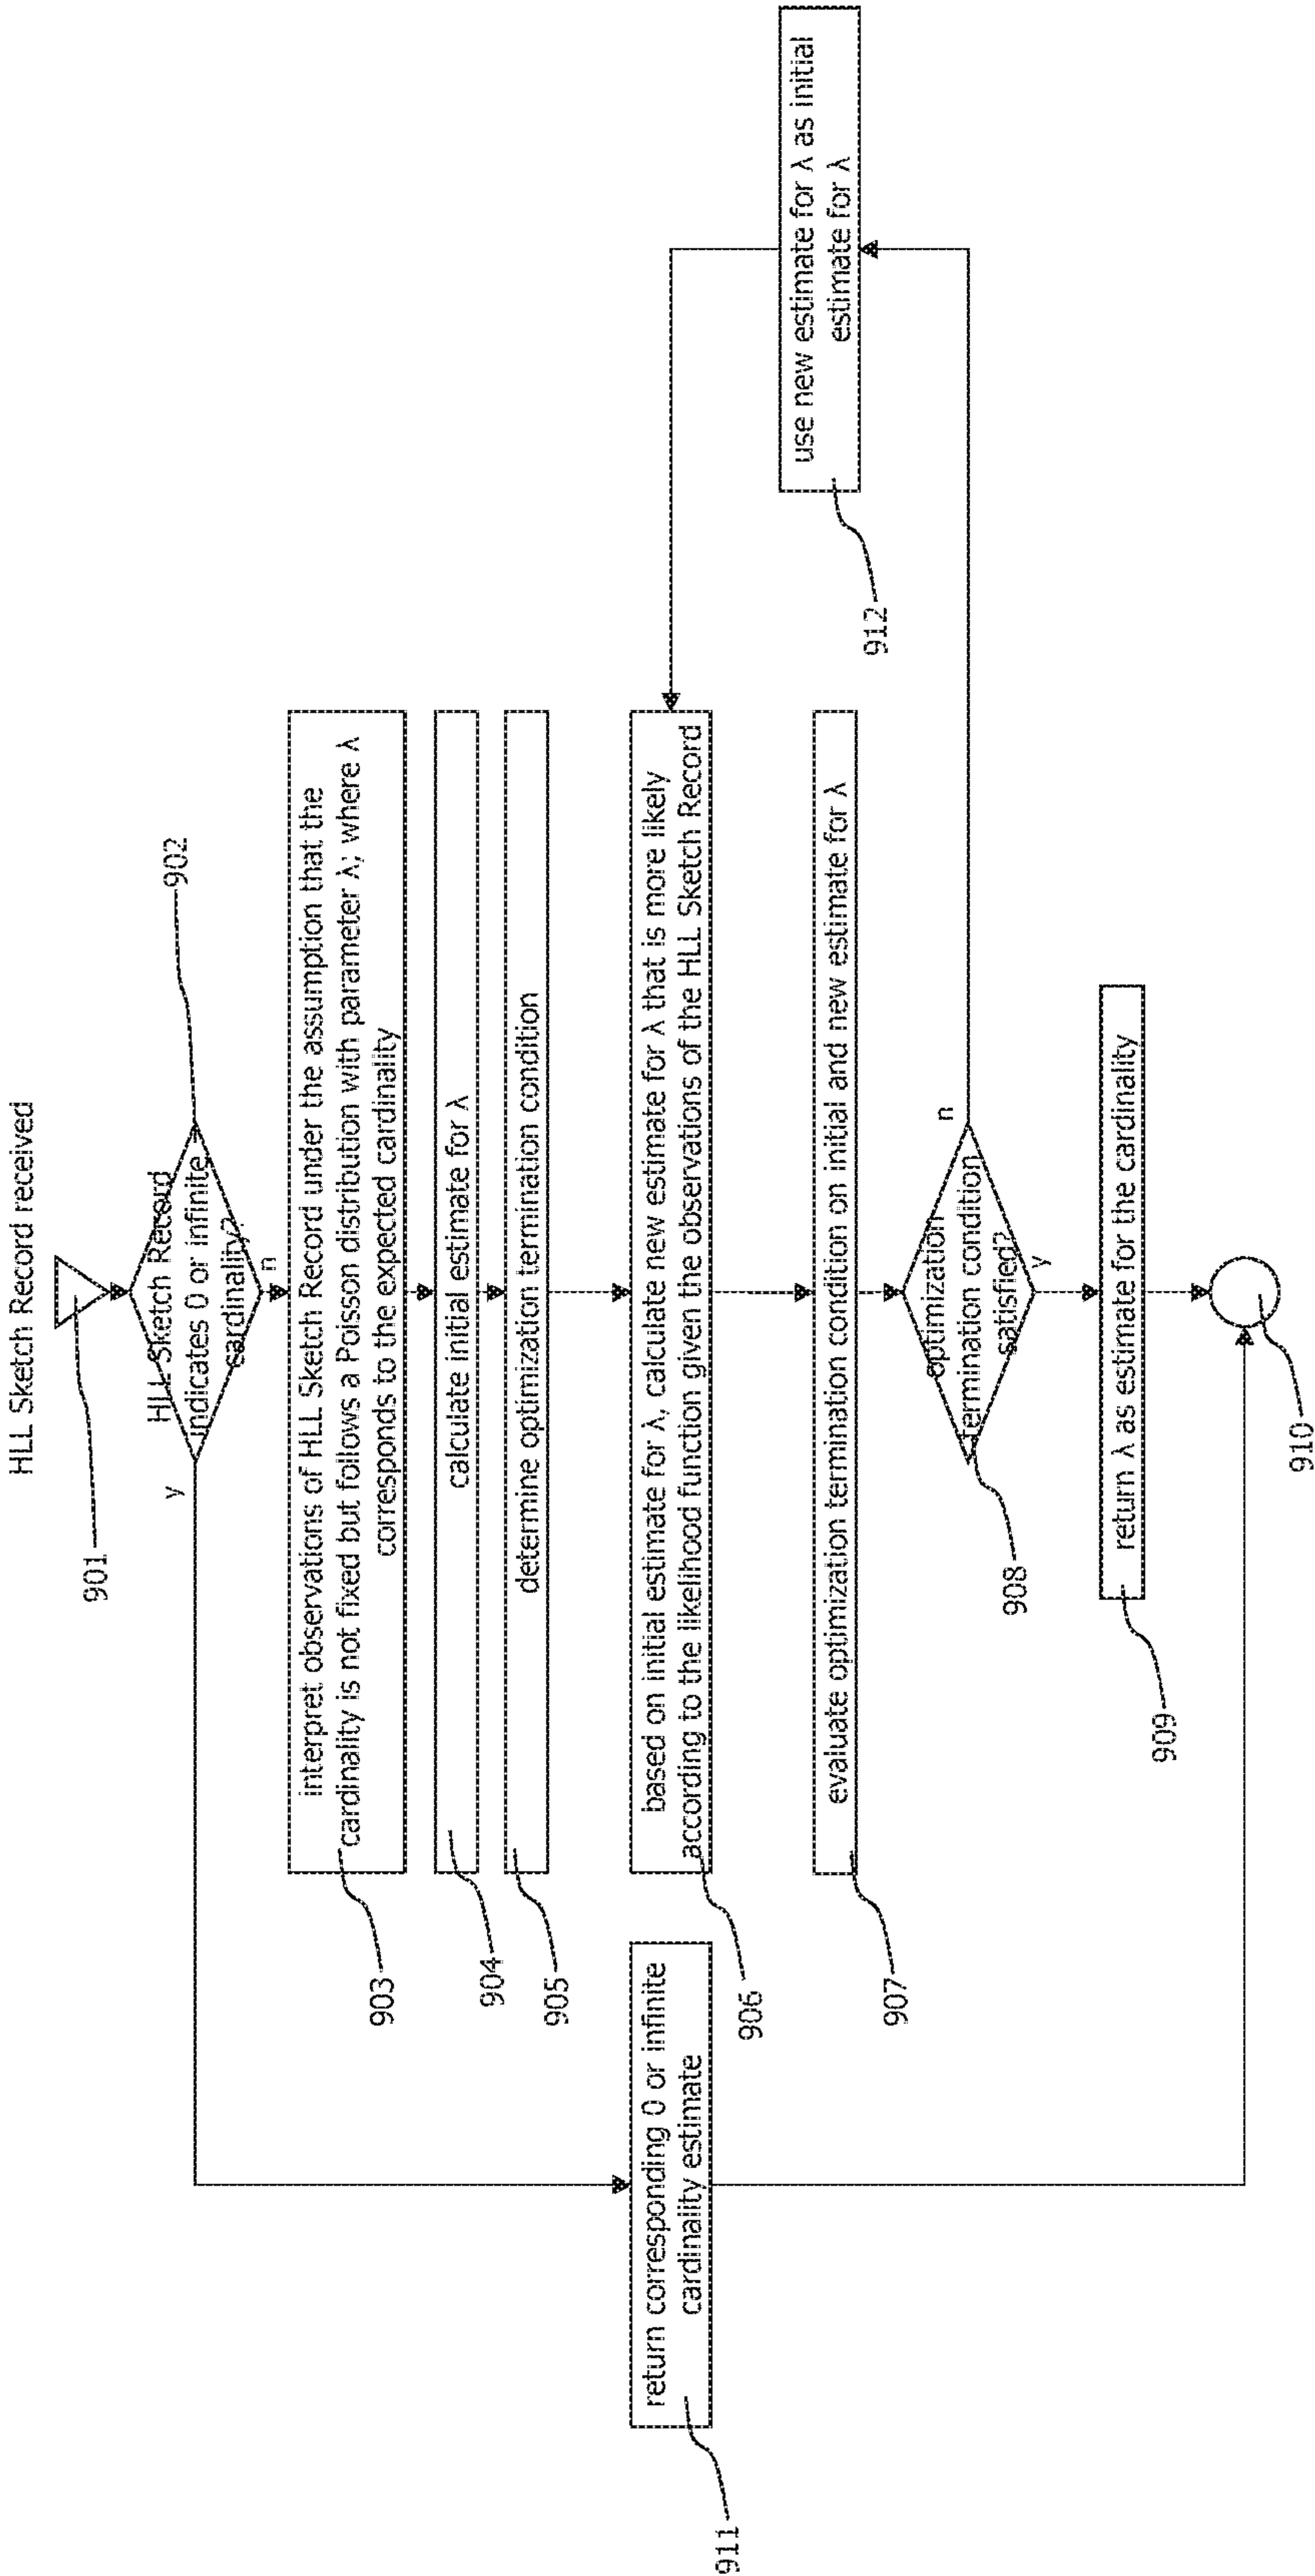 HLL Sketch Record received
901
HLL Sketch Record
indicates 0 or infinite
cardinality?
902
y
n
interpret observations of HLL Sketch Record under the assumption that the
cardinality is not fixed but follows a Poisson distribution with parameter λ; where λ
corresponds to the expected cardinality
903
calculate initial estimate for λ
904
determine optimization termination condition
905
return corresponding 0 or infinite
cardinality estimate
911
based on initial estimate for λ, calculate new estimate for λ that is more likely
according to the likelihood function given the observations of the HLL Sketch Record
906
use new estimate for λ as initial
estimate for λ
912
evaluate optimization termination condition on initial and new estimate for λ
907
optimization
termination condition
satisfied?
908
n
y
return λ as estimate for the cardinality
909
910